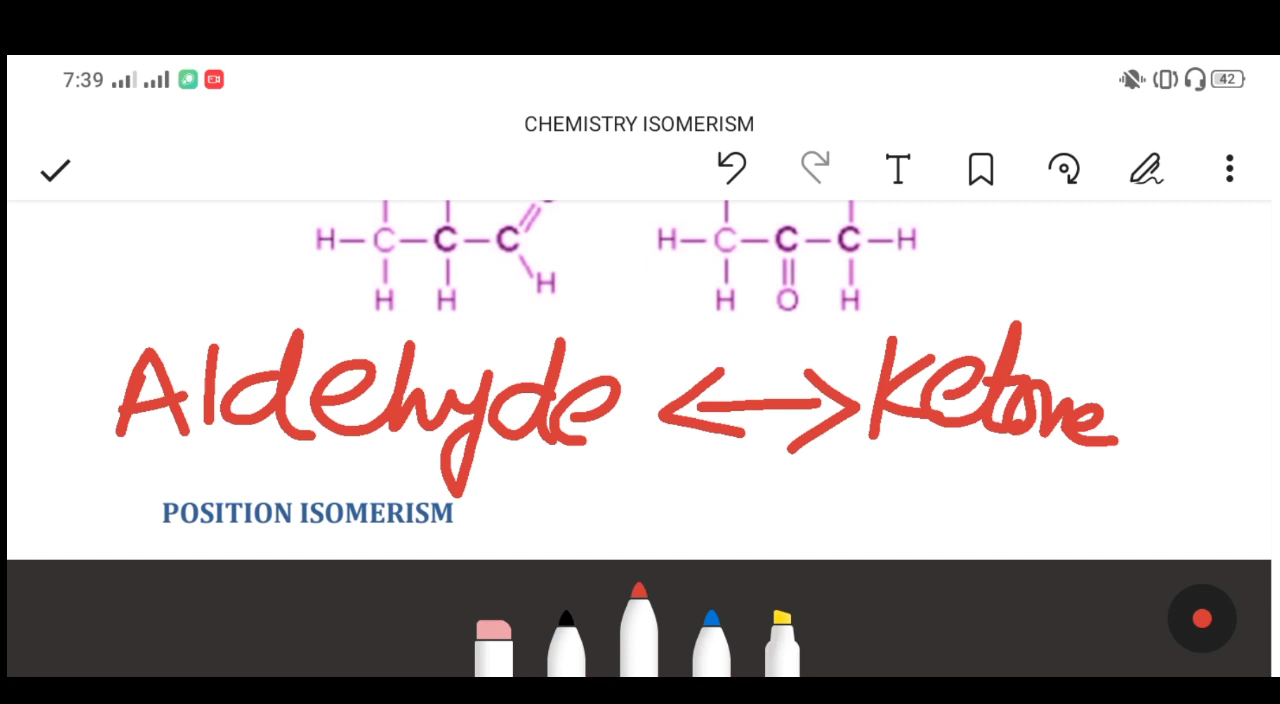 7:39 42
CHEMISTRY ISOMERISM
T
H-C-C-C H-C-C-C-H
H H H H O H
Aldehyde <-> Ketone
POSITION ISOMERISM